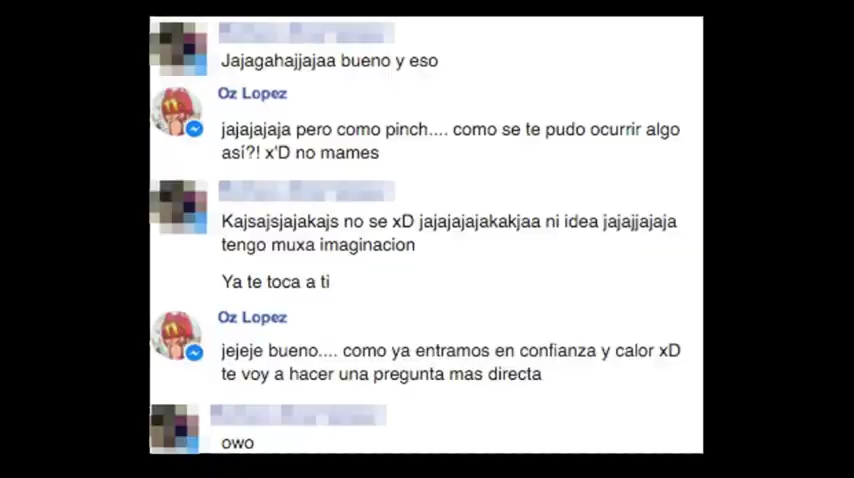 Jajagahajjajaa bueno y eso
Oz Lopez
jajajajaja pero como pinch.... como se te pudo ocurrir algo
así?! x'D no mames
Kajsajsjajakajs no se xD jajajajajakakjaa ni idea jajajjajaja
tengo muxa imaginacion
Ya te toca a ti
Oz Lopez
jejeje bueno.... como ya entramos en confianza y calor xD
te voy a hacer una pregunta mas directa
owo